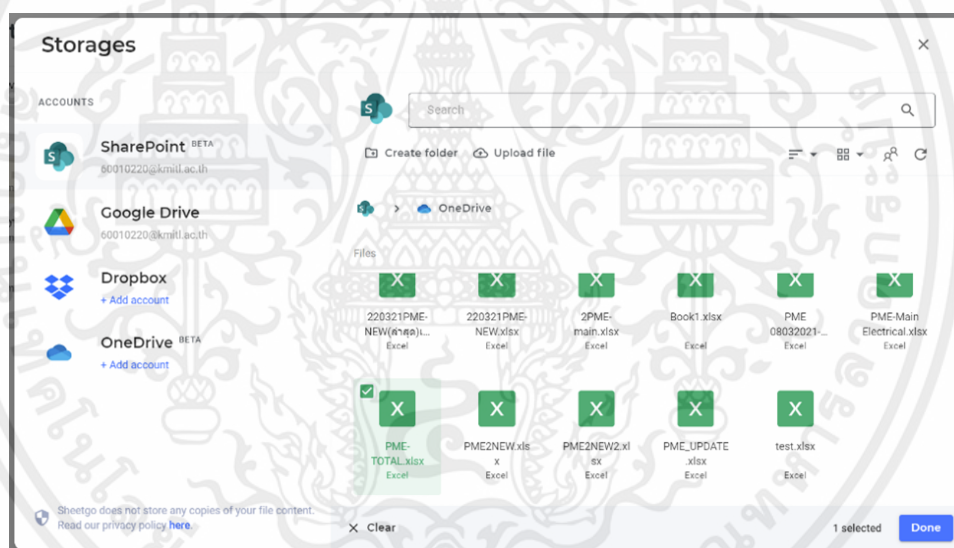 Storages
ACCOUNTS
SharePoint BETA
60010220@kmitl.ac.th
Google Drive
60010220@kmitl.ac.th
Dropbox
+ Add account
OneDrive BETA
+ Add account
Sheetgo does not store any copies of your file content.
Read our privacy policy here.
Search
Create folder
Upload file
> OneDrive
Files
220321PME-
NEW(ล่าสุด)เ...
Excel
220321PME-
NEW.xlsx
Excel
2PME-
main.xlsx
Excel
Book1.xlsx
Excel
PME
08032021-...
Excel
PME-Main
Electrical.xlsx
Excel
PME-
TOTAL.xlsx
Excel
PME2NEW.xls
x
Excel
PME2NEW2.xl
sx
Excel
PME_UPDATE
.xlsx
Excel
test.xlsx
Excel
Clear
1 selected
Done